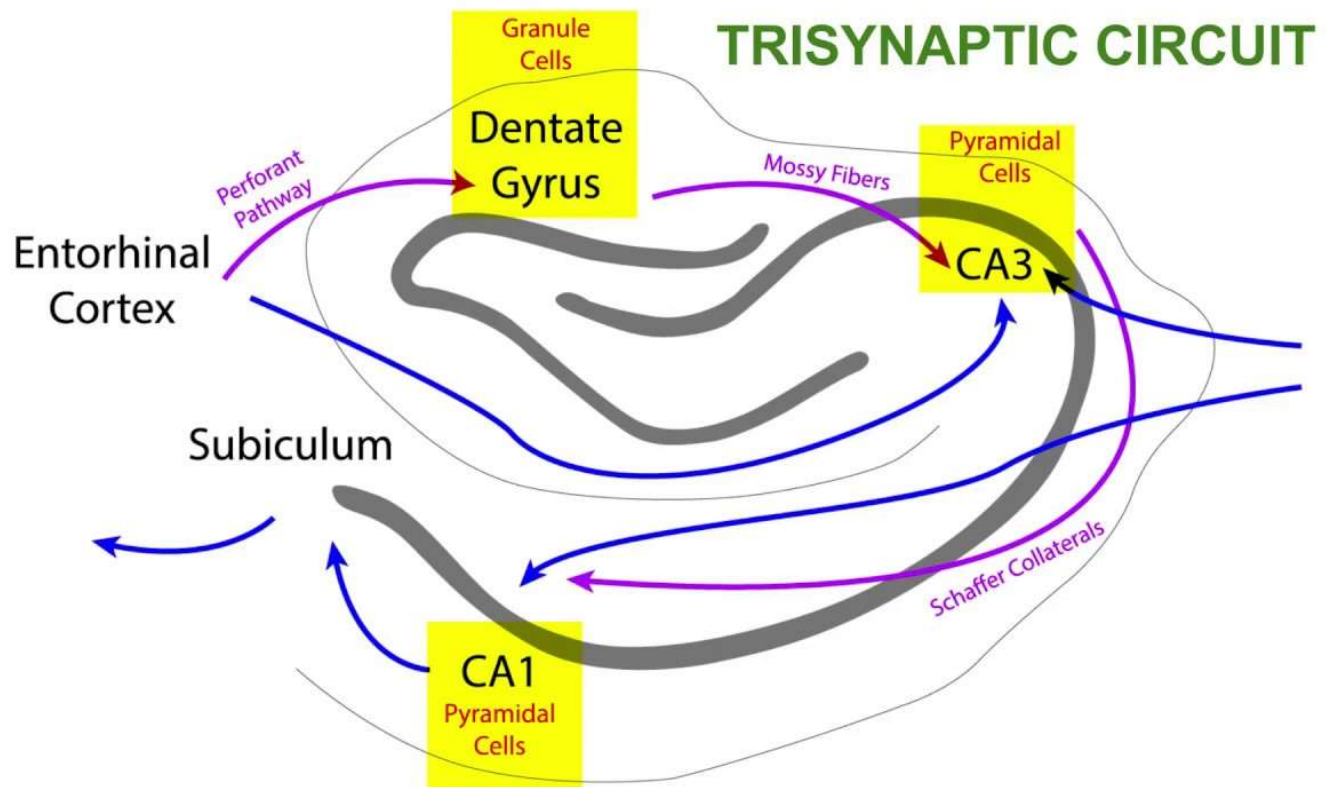 TRISYNAPTIC CIRCUIT
Granule
Cells
Dentate
Gyrus
Perforant
Pathway
Mossy Fibers
Pyramidal
Cells
CA3
Entorhinal
Cortex
Subiculum
Schaffer Collaterals
CA1
Pyramidal
Cells